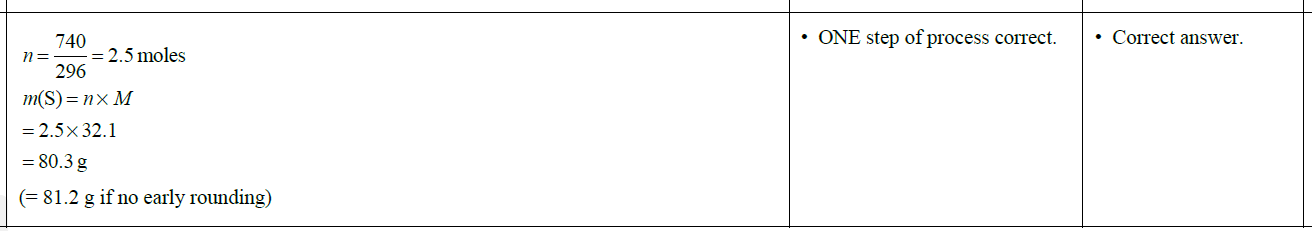 n = 740/296 = 2.5 moles
m(S) = n × M
= 2.5 × 32.1
= 80.3 g
(= 81.2 g if no early rounding)
• ONE step of process correct.
• Correct answer.